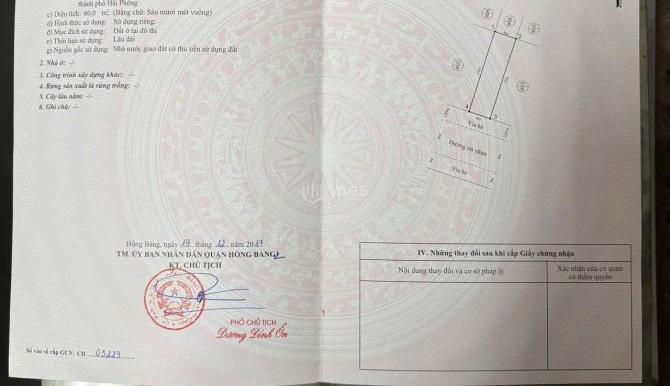 thành phố Hải Phòng
c) Diện tích: 60,0 m². (Bằng chữ: Sáu mươi mét vuông)
d) Hình thức sử dụng: Sử dụng riêng.
đ) Mục đích sử dụng: Đất ở tại đô thị
e) Thời hạn sử dụng: Lâu dài
g) Nguồn gốc sử dụng: Nhà nước giao đất có thu tiền sử dụng đất
2. Nhà ở: -/-
3. Công trình xây dựng khác: -/-
4. Rừng sản xuất là rừng trồng: -/-
5. Cây lâu năm: -/-
6. Ghi chú: -/-
Hồng Bàng, ngày 19 tháng 12 năm 2017
TM. ỦY BAN NHÂN DÂN QUẬN HỒNG BÀNG
KT. CHỦ TỊCH
PHÓ CHỦ TỊCH
Dương Đình Ổn
Số vào sổ cấp GCN: CH 03229
4
3
Vỉa hè
Đường rải nhựa
Vỉa hè
IV. Những thay đổi sau khi cấp Giấy chứng nhận
Nội dung thay đổi và cơ sở pháp lý
Xác nhận của cơ quan
có thẩm quyền